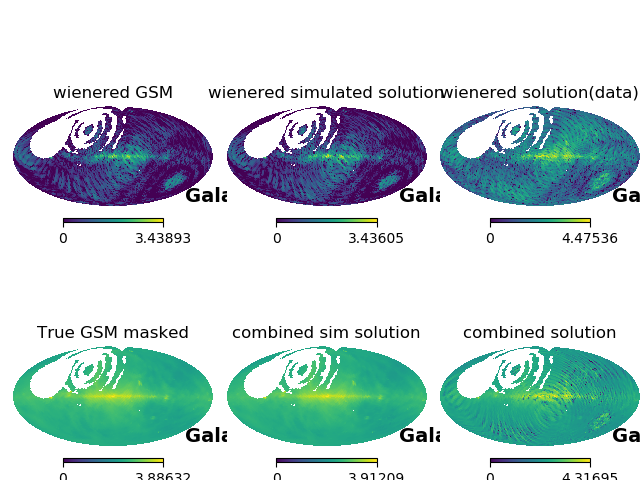 wienered GSM
wienered simulated solution
wienered solution(data)
Gala
Gala
Ga
0 3.43893
0 3.43605
0 4.47536
True GSM masked
combined sim solution
combined solution
Gala
Gala
Ga
0 3.88632
0 3.91209
0 4.31695